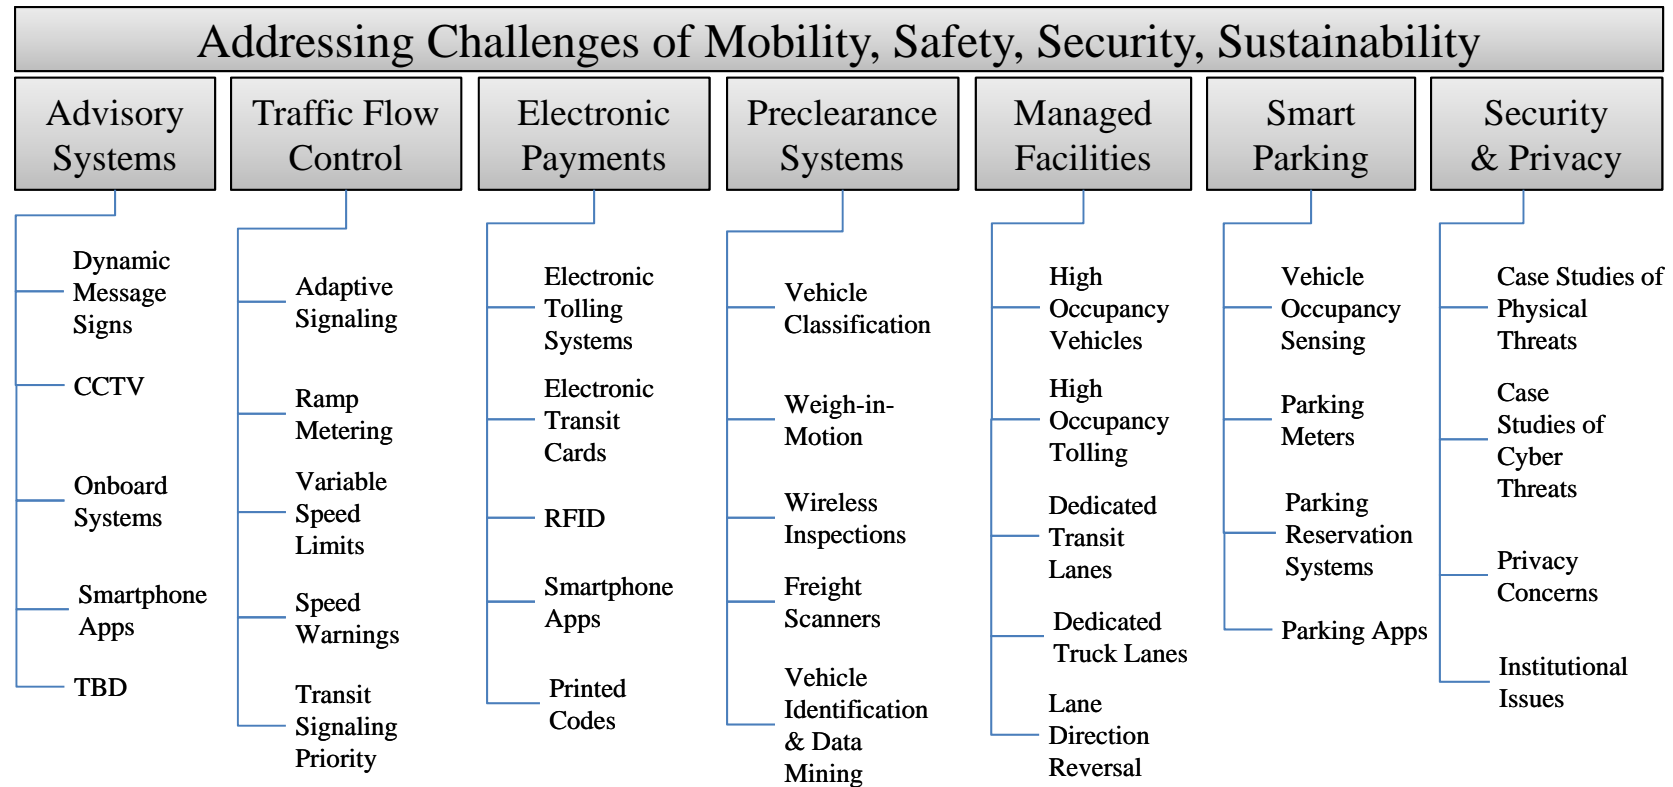 Addressing Challenges of Mobility, Safety, Security, Sustainability
Advisory
Systems
Dynamic
Message
Signs
CCTV
Onboard
Systems
Smartphone
Apps
TBD
Traffic Flow
Control
Adaptive
Signaling
Ramp
Metering
Variable
Speed
Limits
Speed
Warnings
Transit
Signaling
Priority
Electronic
Payments
Electronic
Tolling
Systems
Electronic
Transit
Cards
RFID
Smartphone
Apps
Printed
Codes
Preclearance
Systems
Vehicle
Classification
Weigh-in-
Motion
Wireless
Inspections
Freight
Scanners
Vehicle
Identification
& Data
Mining
Managed
Facilities
High
Occupancy
Vehicles
High
Occupancy
Tolling
Dedicated
Transit
Lanes
Dedicated
Truck Lanes
Lane
Direction
Reversal
Smart
Parking
Vehicle
Occupancy
Sensing
Parking
Meters
Parking
Reservation
Systems
Parking Apps
Security
& Privacy
Case Studies of
Physical
Threats
Case
Studies of
Cyber
Threats
Privacy
Concerns
Institutional
Issues